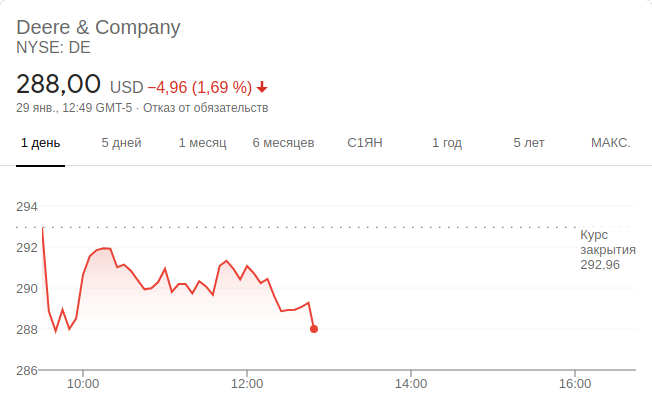 Deere & Company
NYSE: DE
288,00 USD −4,96 (1,69 %)
29 янв., 12:49 GMT-5 · Отказ от обязательств
1 день 5 дней 1 месяц 6 месяцев С1ЯН 1 год 5 лет МАКС.
294
292
290
288
286
Курс
закрытия
292,96
10:00 12:00 14:00 16:00